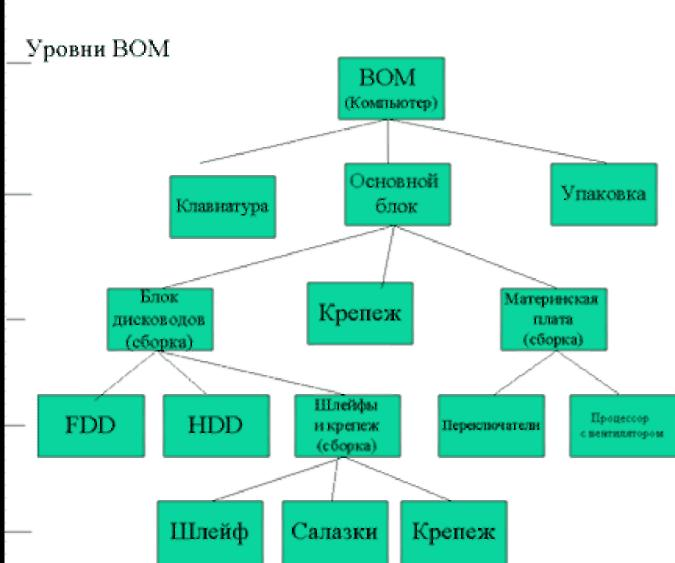 Уровни BOM
BOM
(Компьютер)
Клавиатура
Основной
блок
Упаковка
Блок
дисководов
(сборка)
Крепеж
Материнская
плата
(сборка)
FDD
HDD
Шлейфы
и крепеж
(сборка)
Переключатели
Процессор
с вентилятором
Шлейф
Салазки
Крепеж